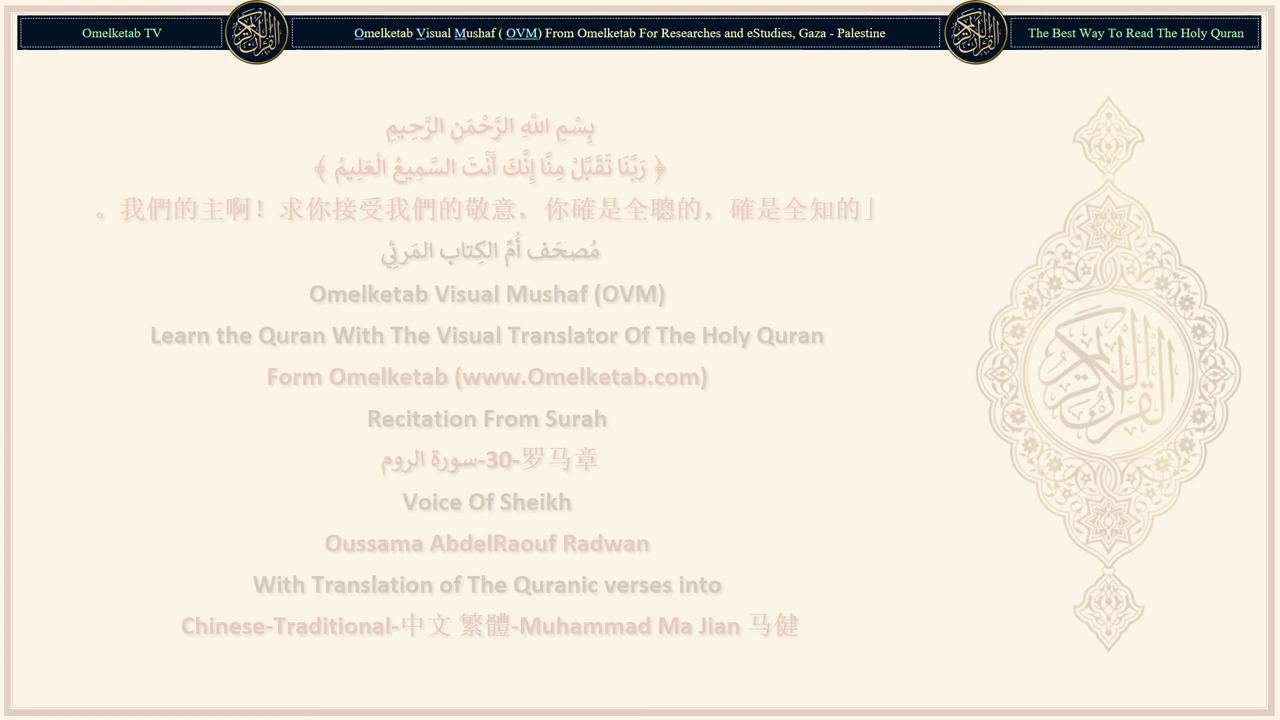 Omelketab TV
Omelketab Visual Mushaf ( OVM) From Omelketab For Researches and eStudies, Gaza - Palestine
The Best Way To Read The Holy Quran
بِسْمِ اللَّهِ الرَّحْمَنِ الرَّحِيمِ
﴿ رَبَّنَا تَقَبَّلْ مِنَّا إِنَّكَ أَنْتَ السَّمِيعُ الْعَلِيمُ ﴾
。我們的主啊！求你接受我們的敬意，你確是全聰的，確是全知的」
مُصحَف أُمِّ الكِتاب المَرئِي
Omelketab Visual Mushaf (OVM)
Learn the Quran With The Visual Translator Of The Holy Quran
Form Omelketab (www.Omelketab.com)
Recitation From Surah
سورة الروم-30-罗马章
Voice Of Sheikh
Oussama AbdelRaouf Radwan
With Translation of The Quranic verses into
Chinese-Traditional-中文 繁體-Muhammad Ma Jian 马健